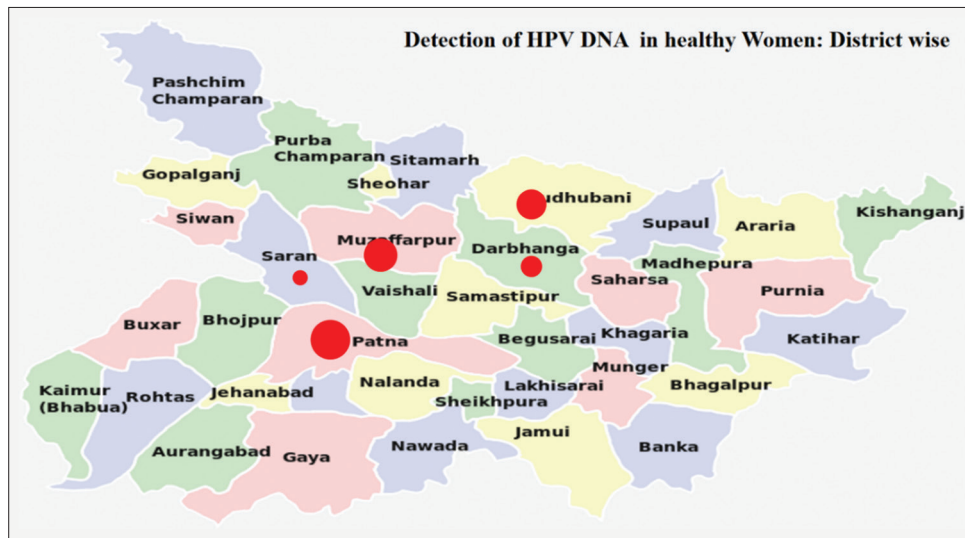 Detection of HPV DNA in healthy Women: District wise
Pashchim
Champaran
Purba
Champaran
Sitamarh
Gopalganj
Sheohar
Siwan
udhubani
Kishanganj
Supaul
Araria
Muzaffarpur
Darbhanga
Saran
Madhepura
Saharsa
Vaishali
Samastipur
Purnia
Buxar
Bhojpur
Patna
Begusarai
Khagaria
Katihar
Munger
Kaimur
(Bhabua)
Rohtas
Jehanabad
Nalanda
Lakhisarai
Bhagalpur
Sheikhpura
Jamui
Aurangabad
Gaya
Nawada
Banka